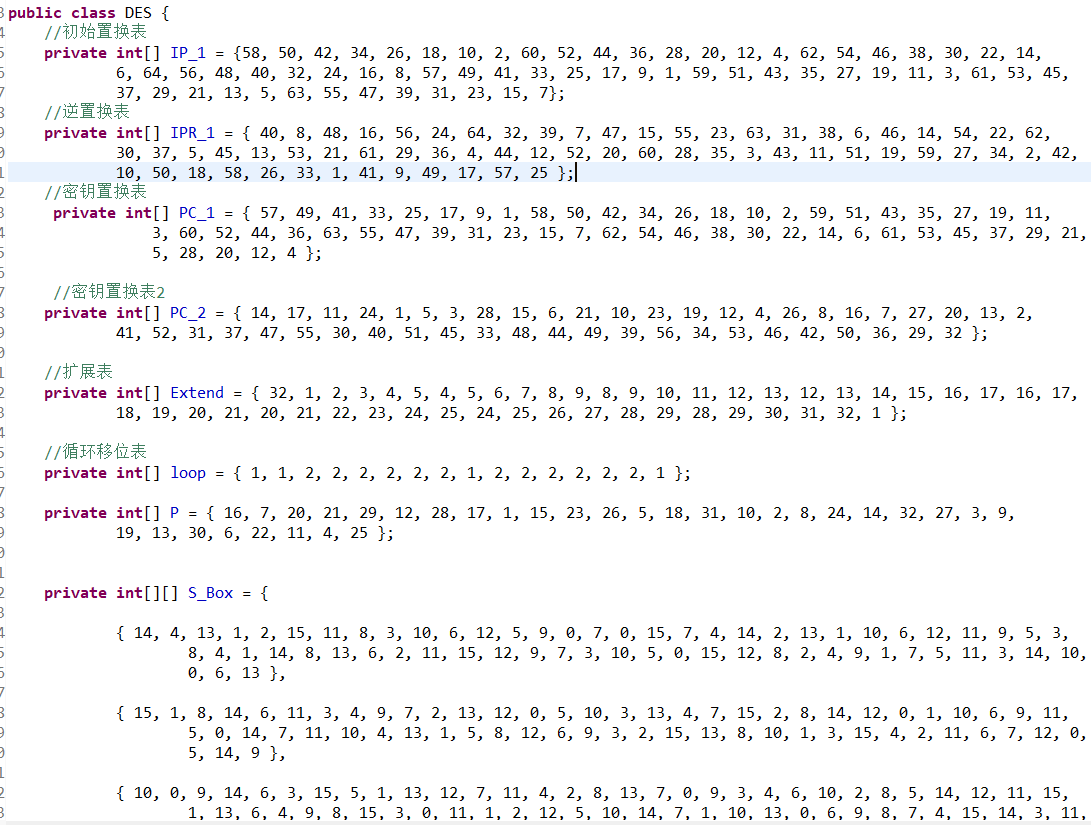 public class DES {
//初始置换表
private int[] IP_1 = {58, 50, 42, 34, 26, 18, 10, 2, 60, 52, 44, 36, 28, 20, 12, 4, 62, 54, 46, 38, 30, 22, 14,
6, 64, 56, 48, 40, 32, 24, 16, 8, 57, 49, 41, 33, 25, 17, 9, 1, 59, 51, 43, 35, 27, 19, 11, 3, 61, 53, 45,
37, 29, 21, 13, 5, 63, 55, 47, 39, 31, 23, 15, 7};
//逆置换表
private int[] IPR_1 = { 40, 8, 48, 16, 56, 24, 64, 32, 39, 7, 47, 15, 55, 23, 63, 31, 38, 6, 46, 14, 54, 22, 62,
30, 37, 5, 45, 13, 53, 21, 61, 29, 36, 4, 44, 12, 52, 20, 60, 28, 35, 3, 43, 11, 51, 19, 59, 27, 34, 2, 42,
10, 50, 18, 58, 26, 33, 1, 41, 9, 49, 17, 57, 25 };
//密钥置换表
private int[] PC_1 = { 57, 49, 41, 33, 25, 17, 9, 1, 58, 50, 42, 34, 26, 18, 10, 2, 59, 51, 43, 35, 27, 19, 11,
3, 60, 52, 44, 36, 63, 55, 47, 39, 31, 23, 15, 7, 62, 54, 46, 38, 30, 22, 14, 6, 61, 53, 45, 37, 29, 21,
5, 28, 20, 12, 4 };
//密钥置换表2
private int[] PC_2 = { 14, 17, 11, 24, 1, 5, 3, 28, 15, 6, 21, 10, 23, 19, 12, 4, 26, 8, 16, 7, 27, 20, 13, 2,
41, 52, 31, 37, 47, 55, 30, 40, 51, 45, 33, 48, 44, 49, 39, 56, 34, 53, 46, 42, 50, 36, 29, 32 };
//扩展表
private int[] Extend = { 32, 1, 2, 3, 4, 5, 4, 5, 6, 7, 8, 9, 8, 9, 10, 11, 12, 13, 12, 13, 14, 15, 16, 17, 16, 17,
18, 19, 20, 21, 20, 21, 22, 23, 24, 25, 24, 25, 26, 27, 28, 29, 28, 29, 30, 31, 32, 1 };
//循环移位表
private int[] loop = { 1, 1, 2, 2, 2, 2, 2, 2, 1, 2, 2, 2, 2, 2, 2, 1 };
private int[] P = { 16, 7, 20, 21, 29, 12, 28, 17, 1, 15, 23, 26, 5, 18, 31, 10, 2, 8, 24, 14, 32, 27, 3, 9,
19, 13, 30, 6, 22, 11, 4, 25 };
private int[][] S_Box = {
{ 14, 4, 13, 1, 2, 15, 11, 8, 3, 10, 6, 12, 5, 9, 0, 7, 0, 15, 7, 4, 14, 2, 13, 1, 10, 6, 12, 11, 9, 5, 3,
8, 4, 1, 14, 8, 13, 6, 2, 11, 15, 12, 9, 7, 3, 10, 5, 0, 15, 12, 8, 2, 4, 9, 1, 7, 5, 11, 3, 14, 10,
0, 6, 13 },
{ 15, 1, 8, 14, 6, 11, 3, 4, 9, 7, 2, 13, 12, 0, 5, 10, 3, 13, 4, 7, 15, 2, 8, 14, 12, 0, 1, 10, 6, 9, 11,
5, 0, 14, 7, 11, 10, 4, 13, 1, 5, 8, 12, 6, 9, 3, 2, 15, 13, 8, 10, 1, 3, 15, 4, 2, 11, 6, 7, 12, 0,
5, 14, 9 },
{ 10, 0, 9, 14, 6, 3, 15, 5, 1, 13, 12, 7, 11, 4, 2, 8, 13, 7, 0, 9, 3, 4, 6, 10, 2, 8, 5, 14, 12, 11, 15,
1, 13, 6, 4, 9, 8, 15, 3, 0, 11, 1, 2, 12, 5, 10, 14, 7, 1, 10, 13, 0, 6, 9, 8, 7, 4, 15, 14, 3, 11,